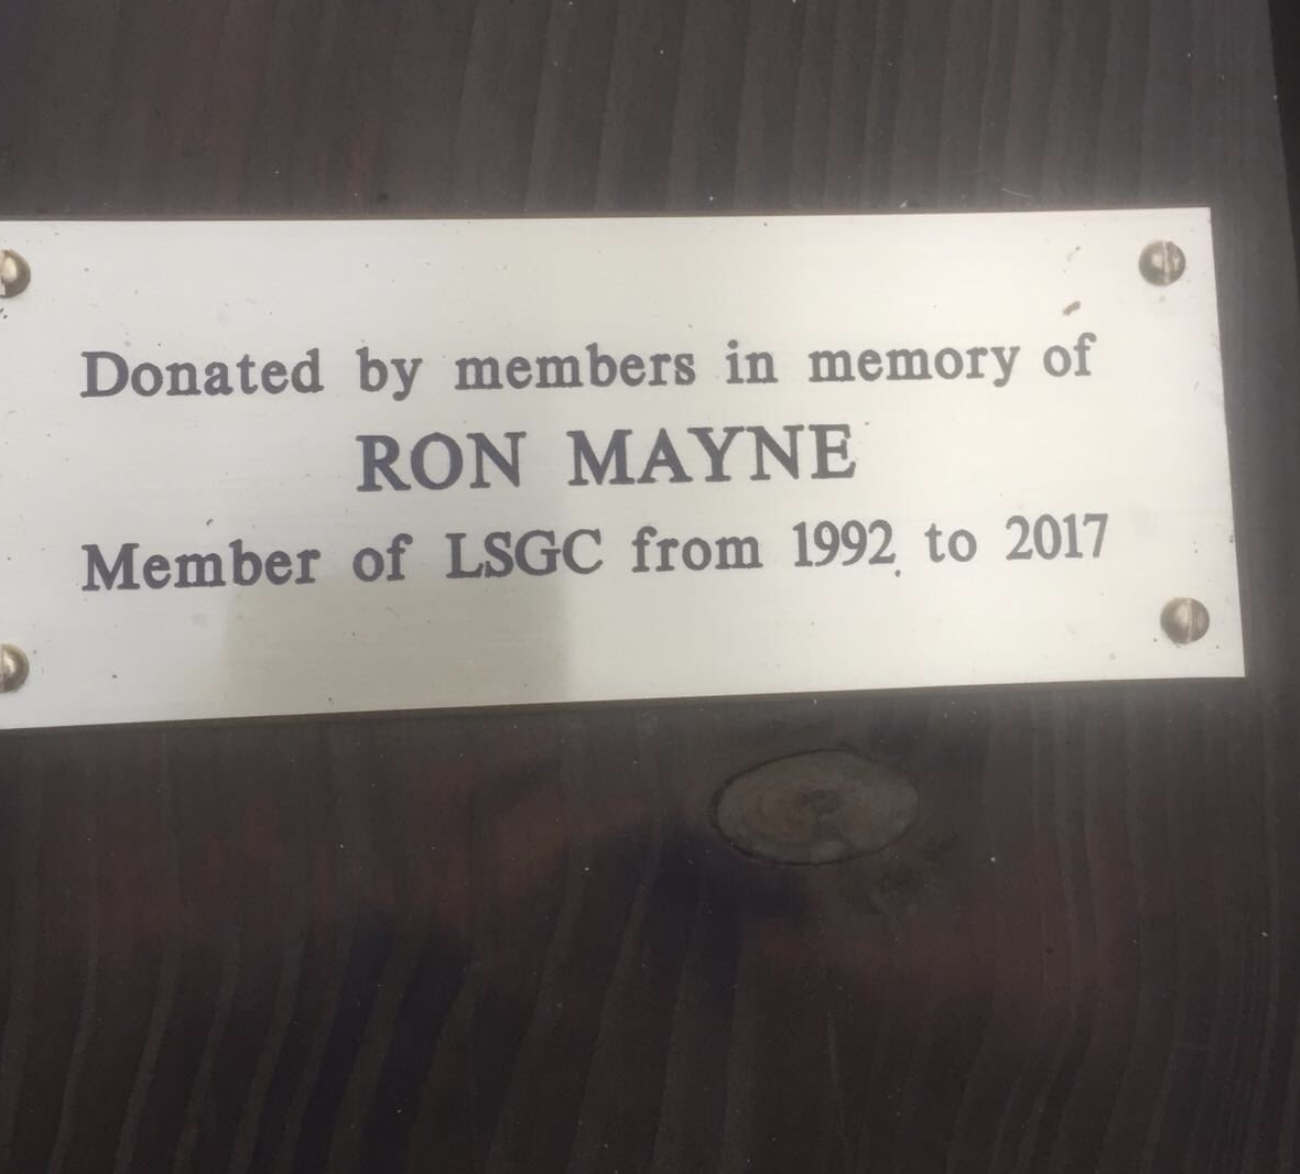 Donated by members in memory of
RON MAYNE
Member of LSGC from 1992 to 2017